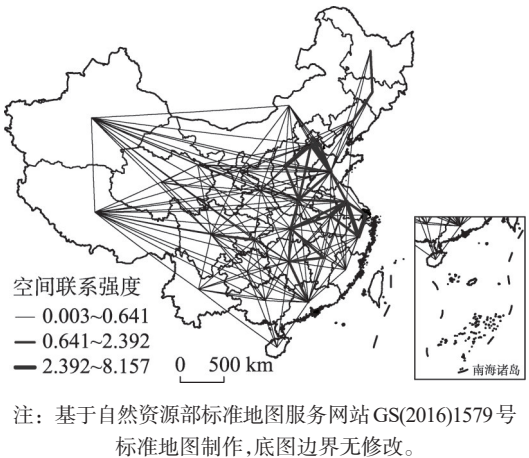 空间联系强度
0.003~0.641
0.641~2.392
2.392~8.157
0 500 km
南海诸岛
注：基于自然资源部标准地图服务网站GS(2016)1579号
标准地图制作,底图边界无修改。